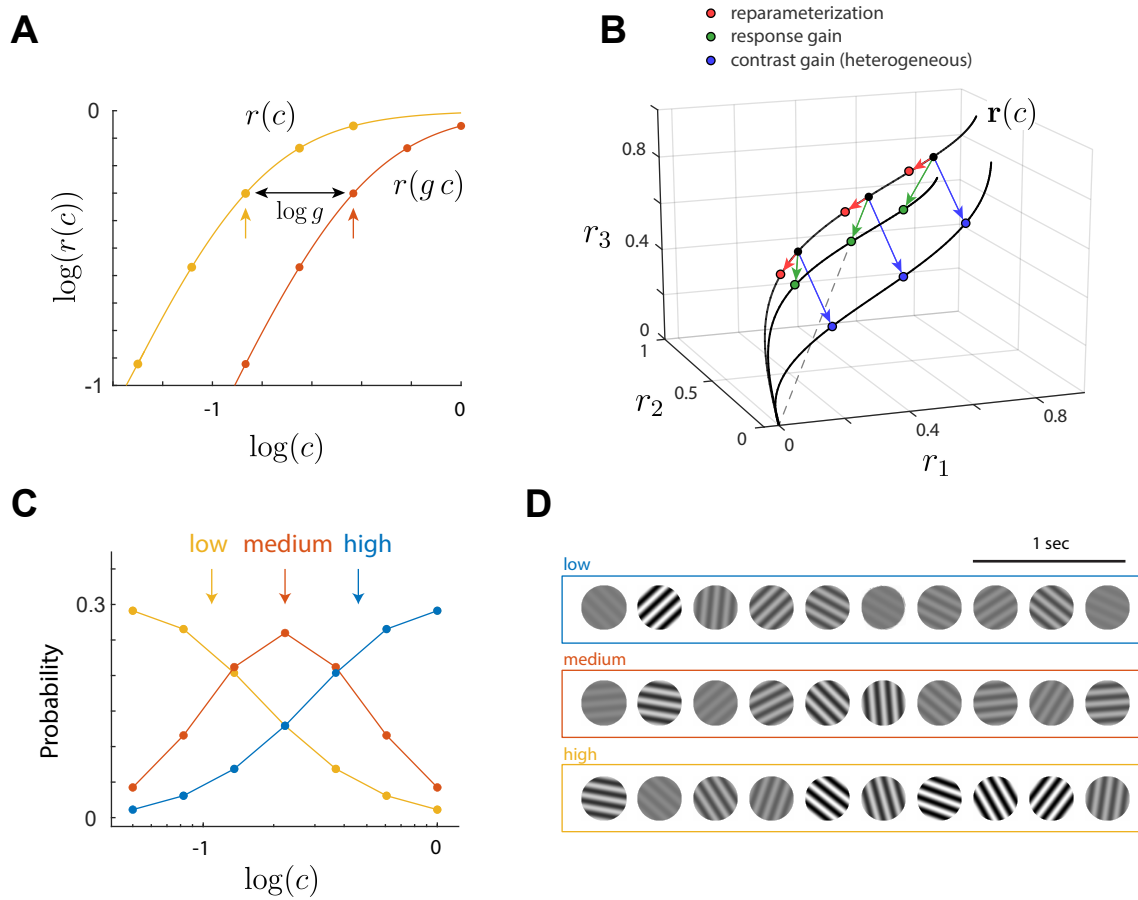 A
0
-1
-1
0
log(r(c))
log(c)
r(c)
r(g c)
log g
B
reparameterization
response gain
contrast gain (heterogeneous)
r(c)
0.8
0.4
0
r3
1
0.5
0
r2
0
0.4
0.8
r1
C
low medium high
0.3
0
Probability
-1
0
log(c)
D
1 sec
low
medium
high